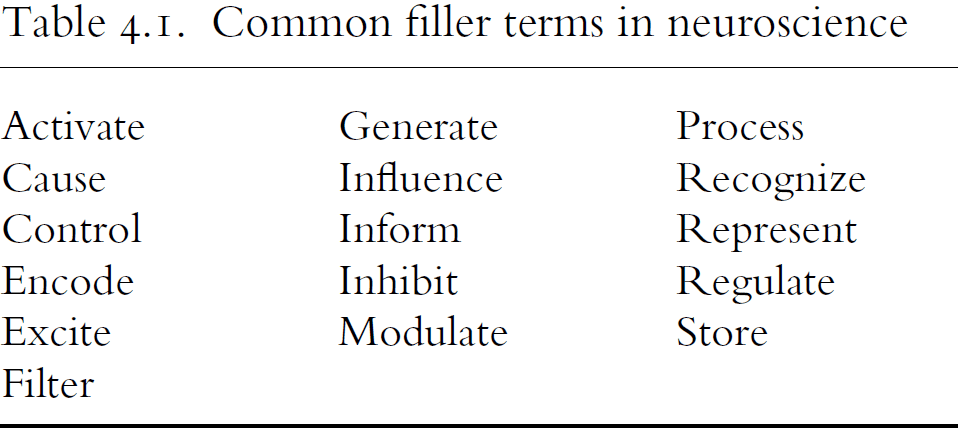 Table 4.1. Common filler terms in neuroscience
Activate Generate Process
Cause Influence Recognize
Control Inform Represent
Encode Inhibit Regulate
Excite Modulate Store
Filter